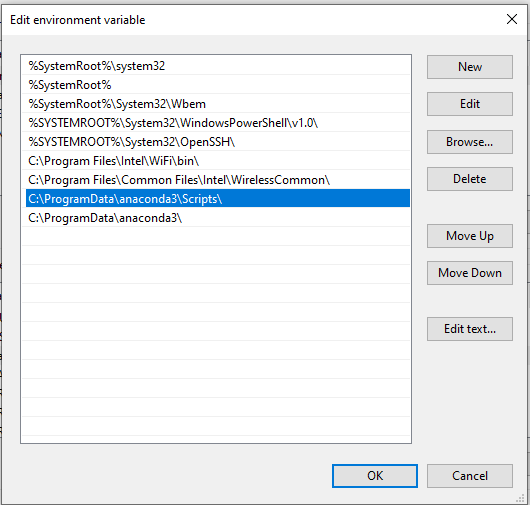 Edit environment variable
%SystemRoot%\system32
%SystemRoot%
%SystemRoot%\System32\Wbem
%SYSTEMROOT%\System32\WindowsPowerShell\v1.0\
%SYSTEMROOT%\System32\OpenSSH\
C:\Program Files\Intel\WiFi\bin\
C:\Program Files\Common Files\Intel\WirelessCommon\
C:\ProgramData\anaconda3\Scripts\
C:\ProgramData\anaconda3\
New
Edit
Browse...
Delete
Move Up
Move Down
Edit text...
OK
Cancel